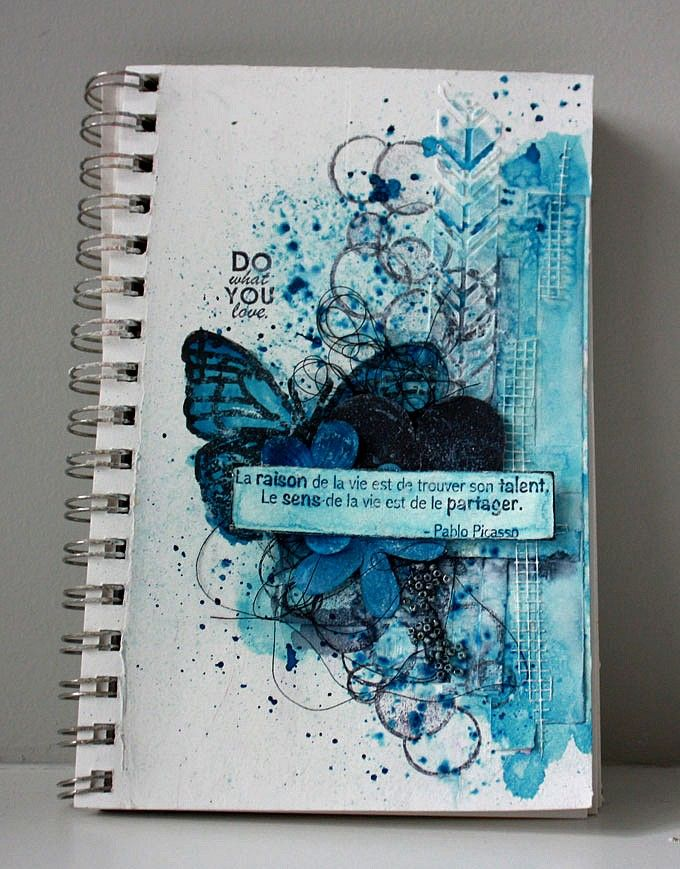 DO
what
YOU
love.
La raison de la vie est de trouver son talent.
Le sens de la vie est de le partager.
- Pablo Picasso